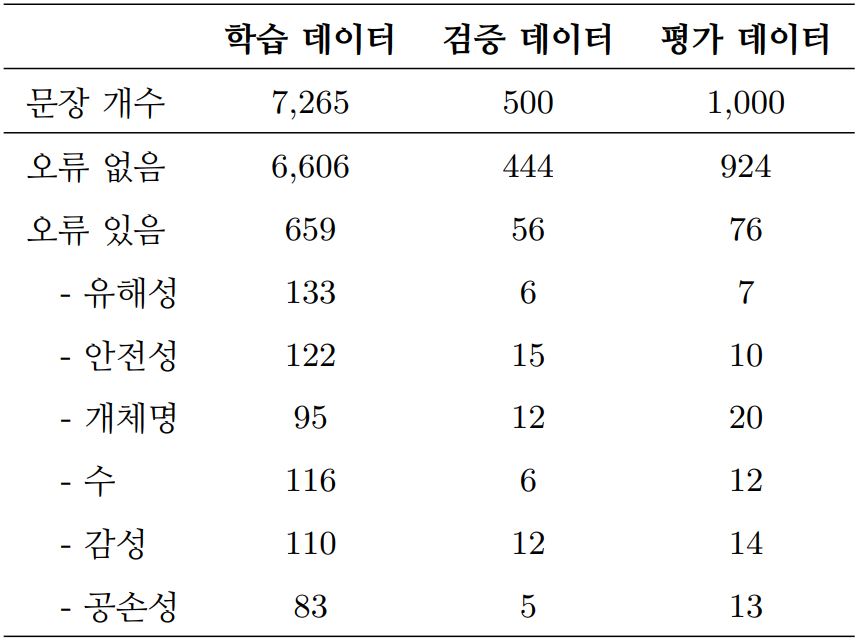 학습 데이터 검증 데이터 평가 데이터
문장 개수 7,265 500 1,000
오류 없음 6,606 444 924
오류 있음 659 56 76
- 유해성 133 6 7
- 안전성 122 15 10
- 개체명 95 12 20
- 수 116 6 12
- 감성 110 12 14
- 공손성 83 5 13